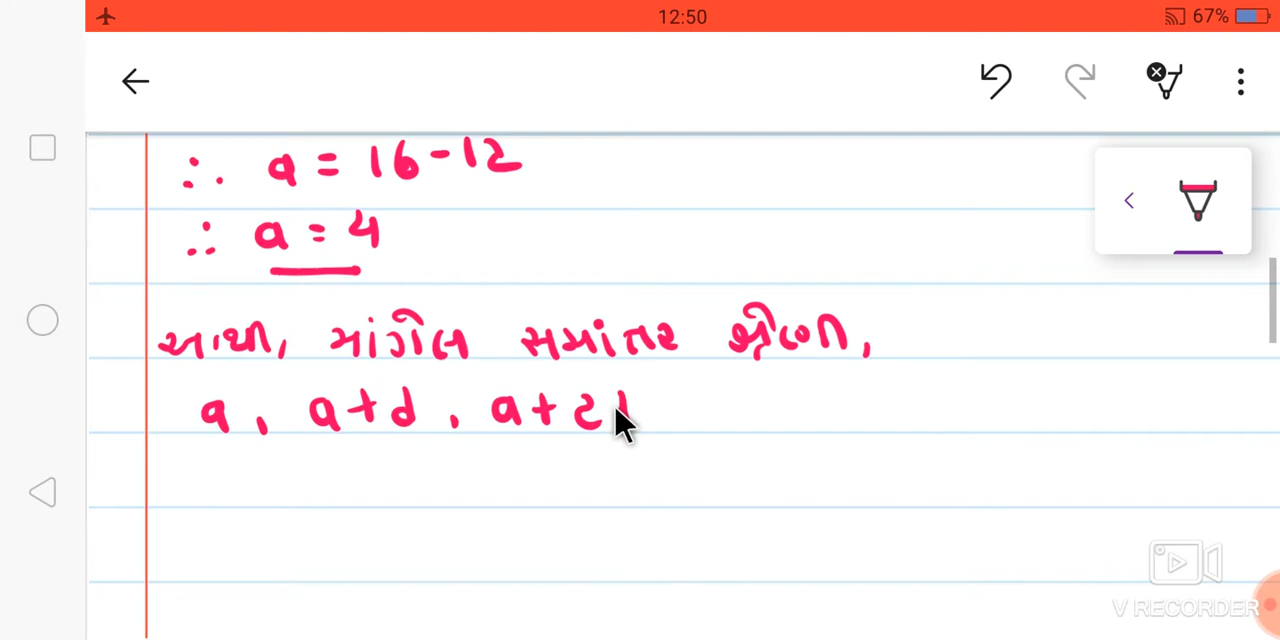 12:50
67%
∴ a = 16-12
∴ a = 4
આથી, માંગેલ સમાંતર શ્રેણી,
a, a+d, a+2d
V RECORDER